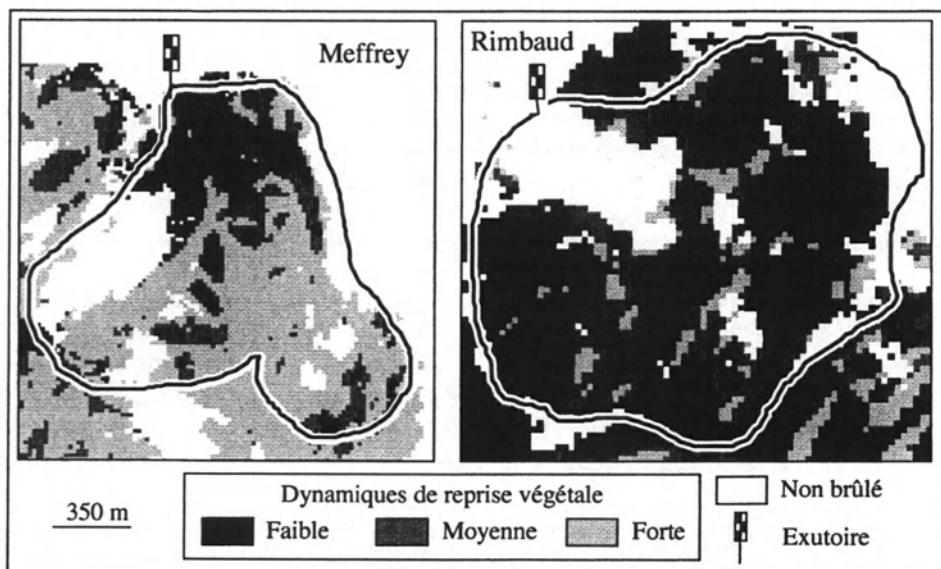 Meffrey
Rimbaud
350 m
Dynamiques de reprise végétale
Faible
Moyenne
Forte
Non brûlé
Exutoire